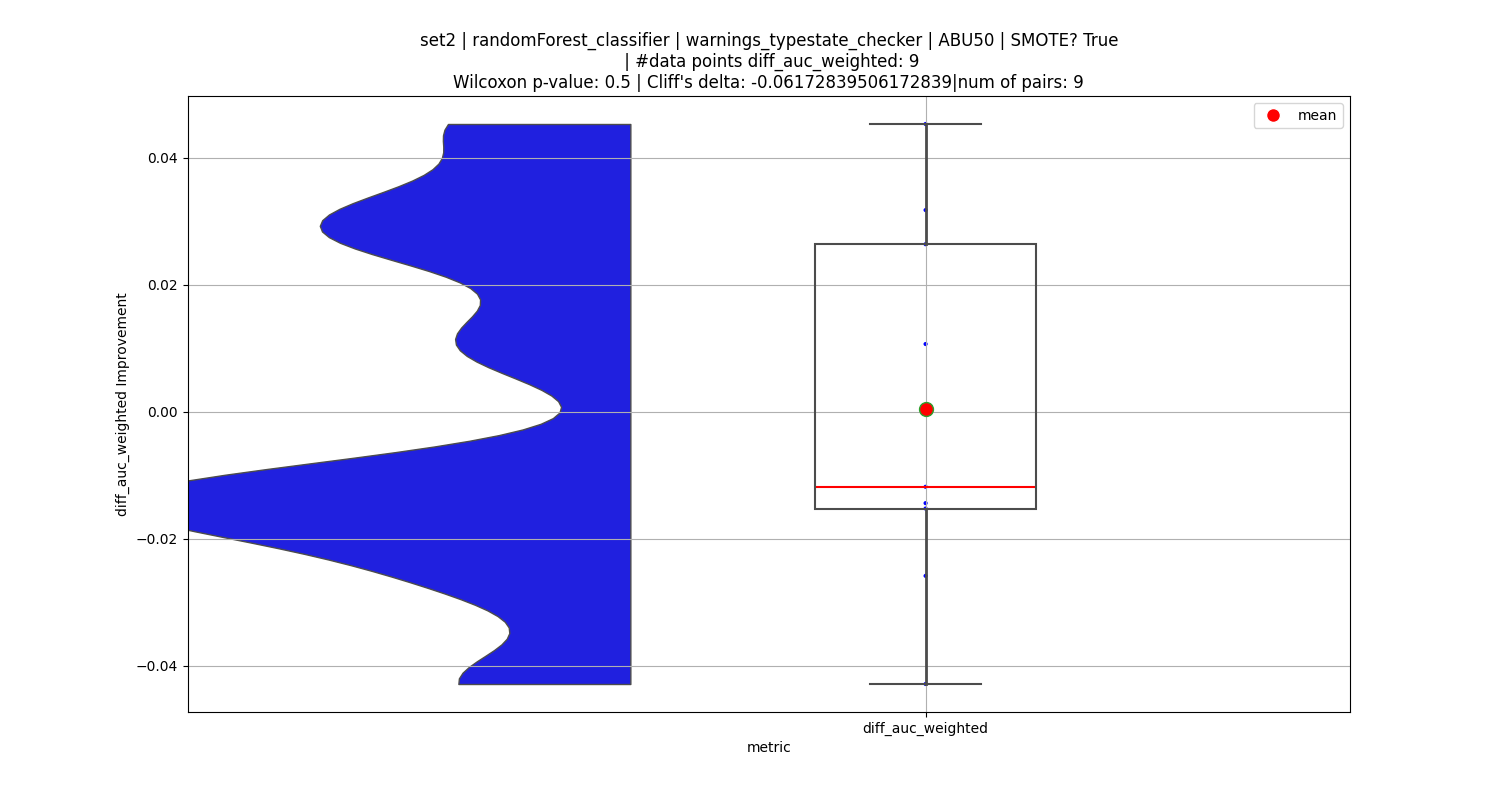 set2 | randomForest_classifier | warnings_typestate_checker | ABU50 | SMOTE? True
| #data points diff_auc_weighted: 9
Wilcoxon p-value: 0.5 | Cliff's delta: -0.06172839506172839|num of pairs: 9
mean
0.04
0.02
0.00
−0.02
−0.04
diff_auc_weighted Improvement
diff_auc_weighted
metric